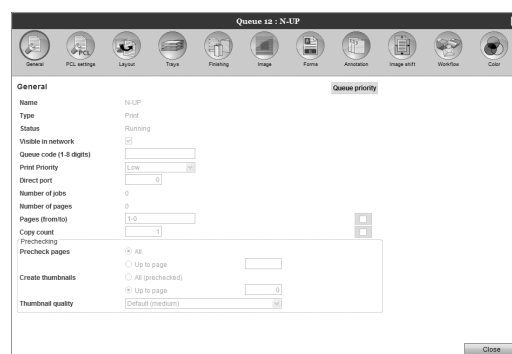 Queue 12 : N-UP
General PCL settings Layout Trays Finishing Image Forms Annotation Image shift Workflow Color
PCL
General Queue priority
Name N-UP
Type Print
Status Running
Visible in network
Queue code (1-8 digits)
Print Priority Low
Direct port 0
Number of jobs 0
Number of pages 0
Pages (from/to) 1-0
Copy count 1
Prechecking
Precheck pages All
Up to page
Create thumbnails All (prechecked)
Up to page 0
Thumbnail quality Default (medium)
Close